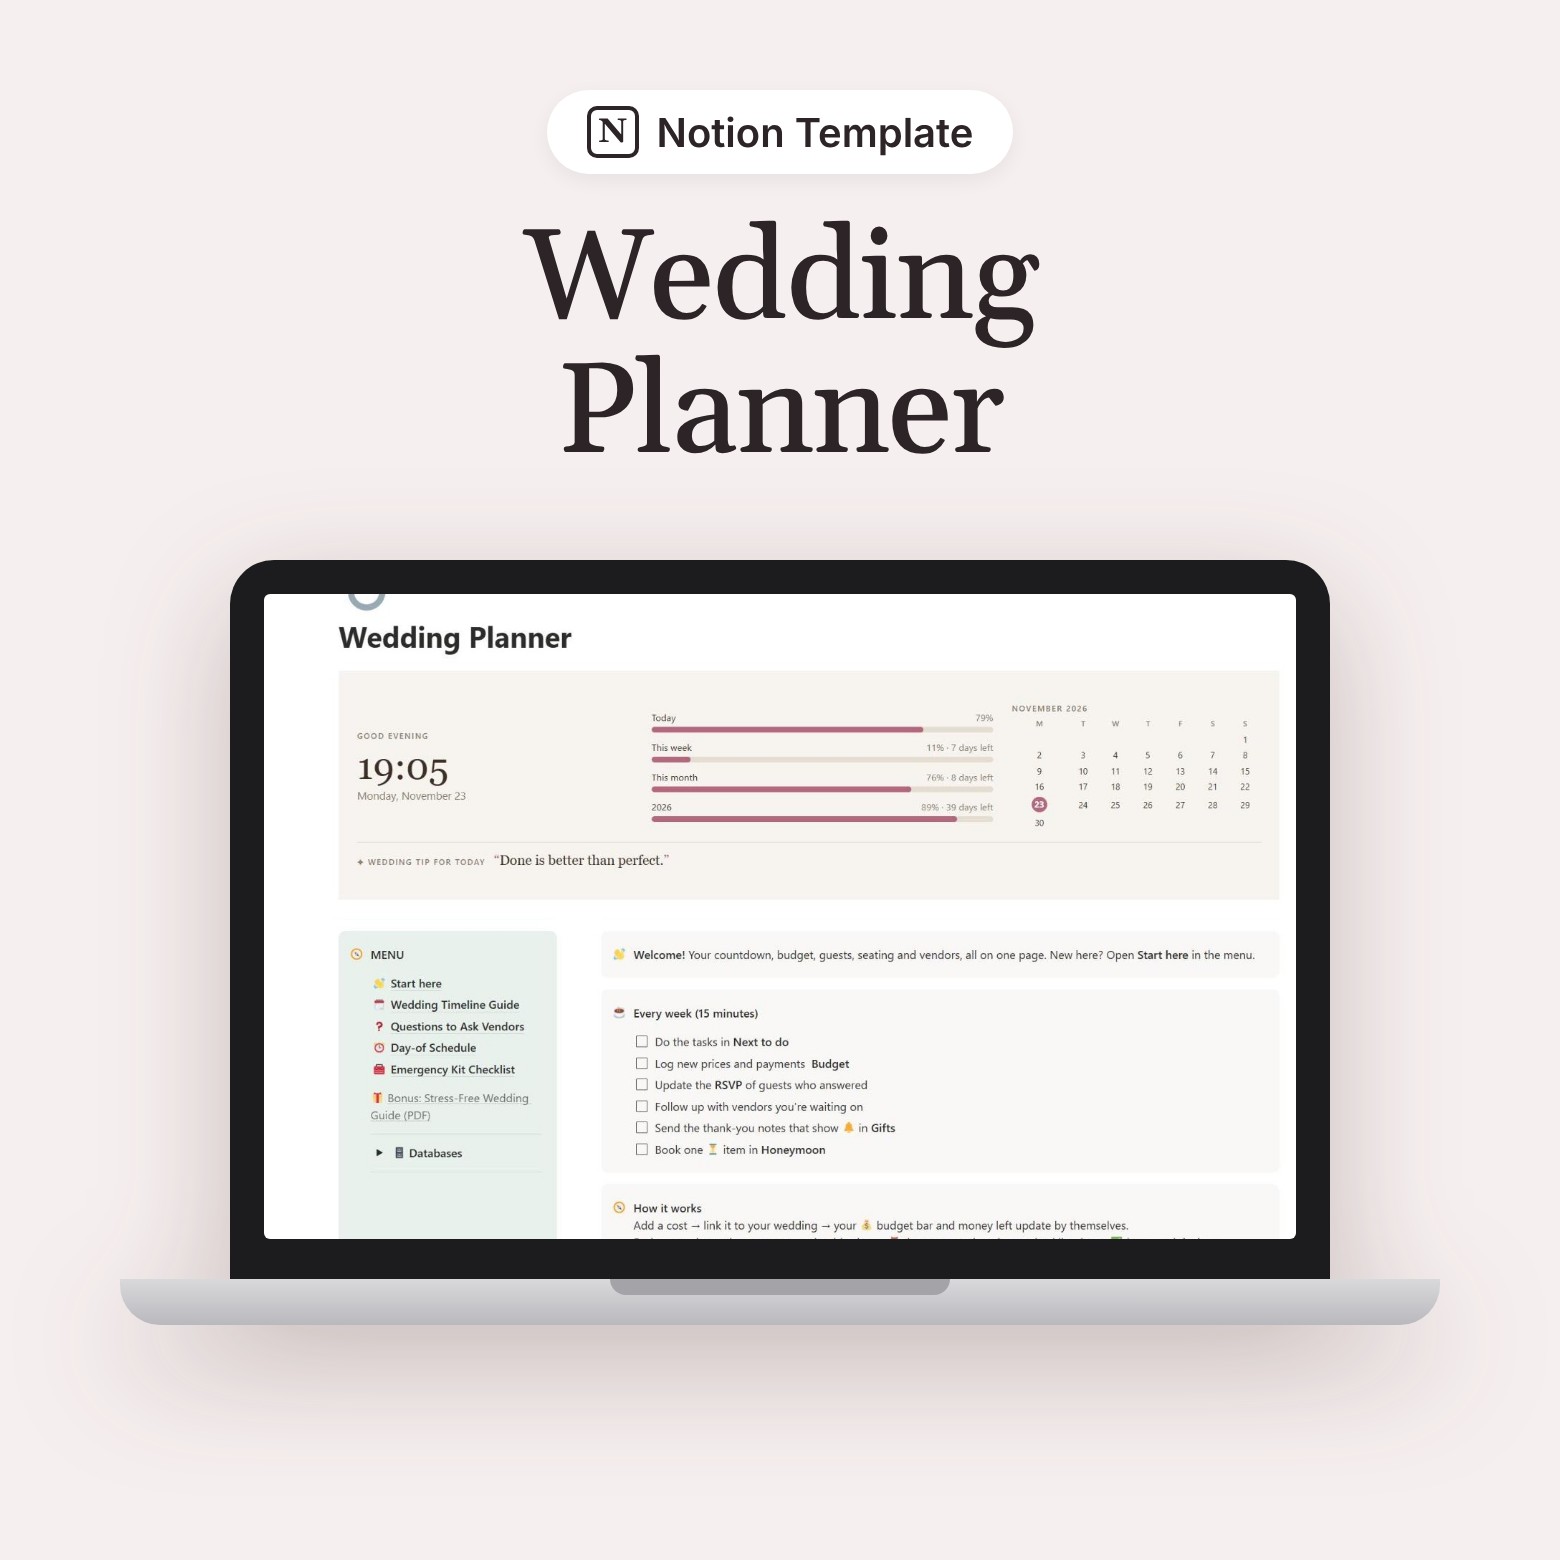 N Notion Template
Wedding
Planner
Wedding Planner
GOOD EVENING
19:05
Monday, November 23
Today 79%
This week 11% · 7 days left
This month 76% · 8 days left
2026 89% · 39 days left
NOVEMBER 2026
M T W T F S S
1
2 3 4 5 6 7 8
9 10 11 12 13 14 15
16 17 18 19 20 21 22
23 24 25 26 27 28 29
30
✦ WEDDING TIP FOR TODAY “Done is better than perfect.”
MENU
Start here
Wedding Timeline Guide
❓ Questions to Ask Vendors
Day-of Schedule
Emergency Kit Checklist
Bonus: Stress-Free Wedding
Guide (PDF)
Databases
Welcome! Your countdown, budget, guests, seating and vendors, all on one page. New here? Open Start here in the menu.
Every week (15 minutes)
Do the tasks in Next to do
Log new prices and payments Budget
Update the RSVP of guests who answered
Follow up with vendors you're waiting on
Send the thank-you notes that show 🔔 in Gifts
Book one ⏳ item in Honeymoon
How it works
Add a cost → link it to your wedding → your 💰 budget bar and money left update by themselves.